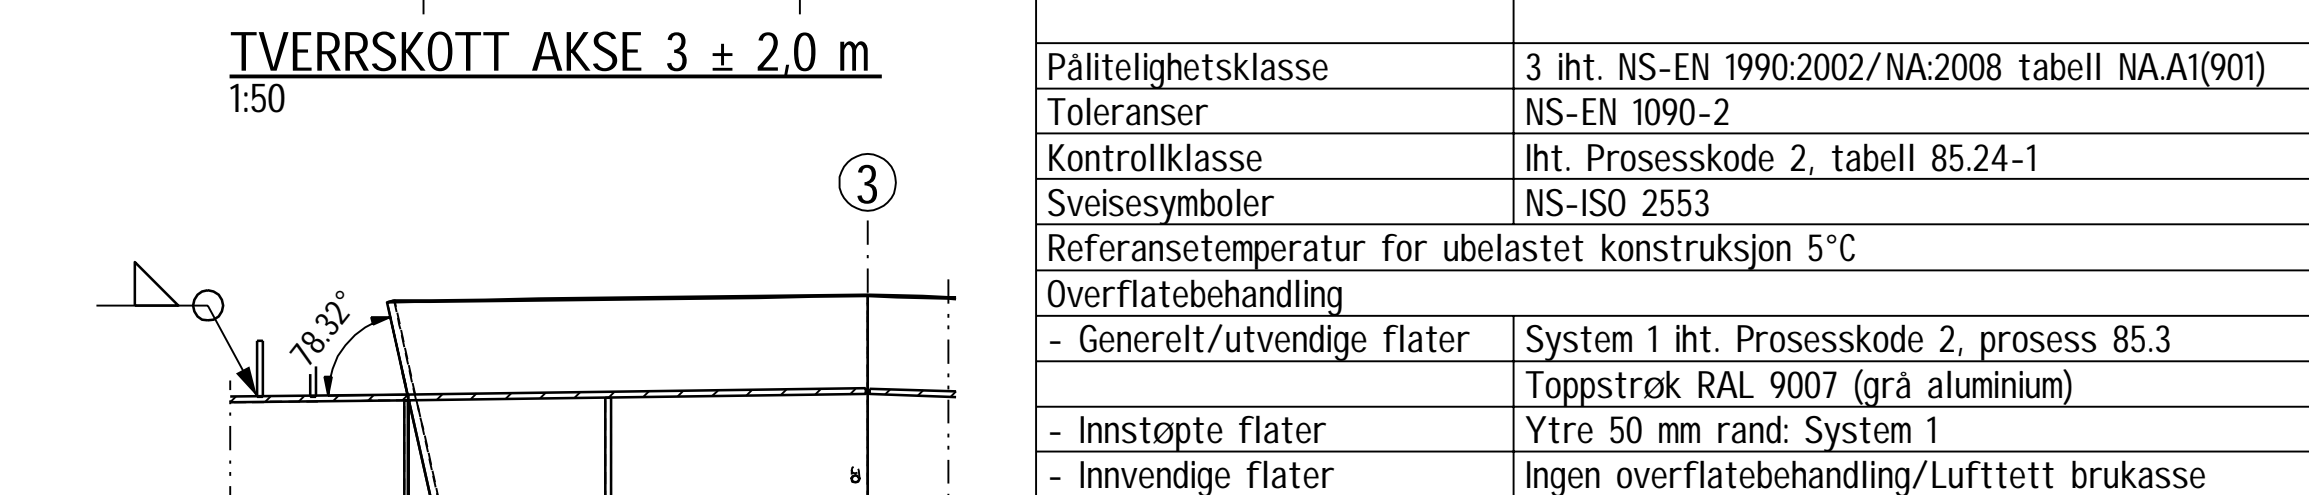 TVERRSKOTT AKSE 3 ± 2,0 m
1:50
3
78.32°
Pålitelighetsklasse 3 iht. NS-EN 1990:2002/NA:2008 tabell NA.A1(901)
Toleranser NS-EN 1090-2
Kontrollklasse Iht. Prosesskode 2, tabell 85.24-1
Sveisesymboler NS-ISO 2553
Referansetemperatur for ubelastet konstruksjon 5°C
Overflatebehandling
- Generelt/utvendige flater System 1 iht. Prosesskode 2, prosess 85.3
Toppstrøk RAL 9007 (grå aluminium)
- Innstøpte flater Ytre 50 mm rand: System 1
- Innvendige flater Ingen overflatebehandling/Lufttett brukasse